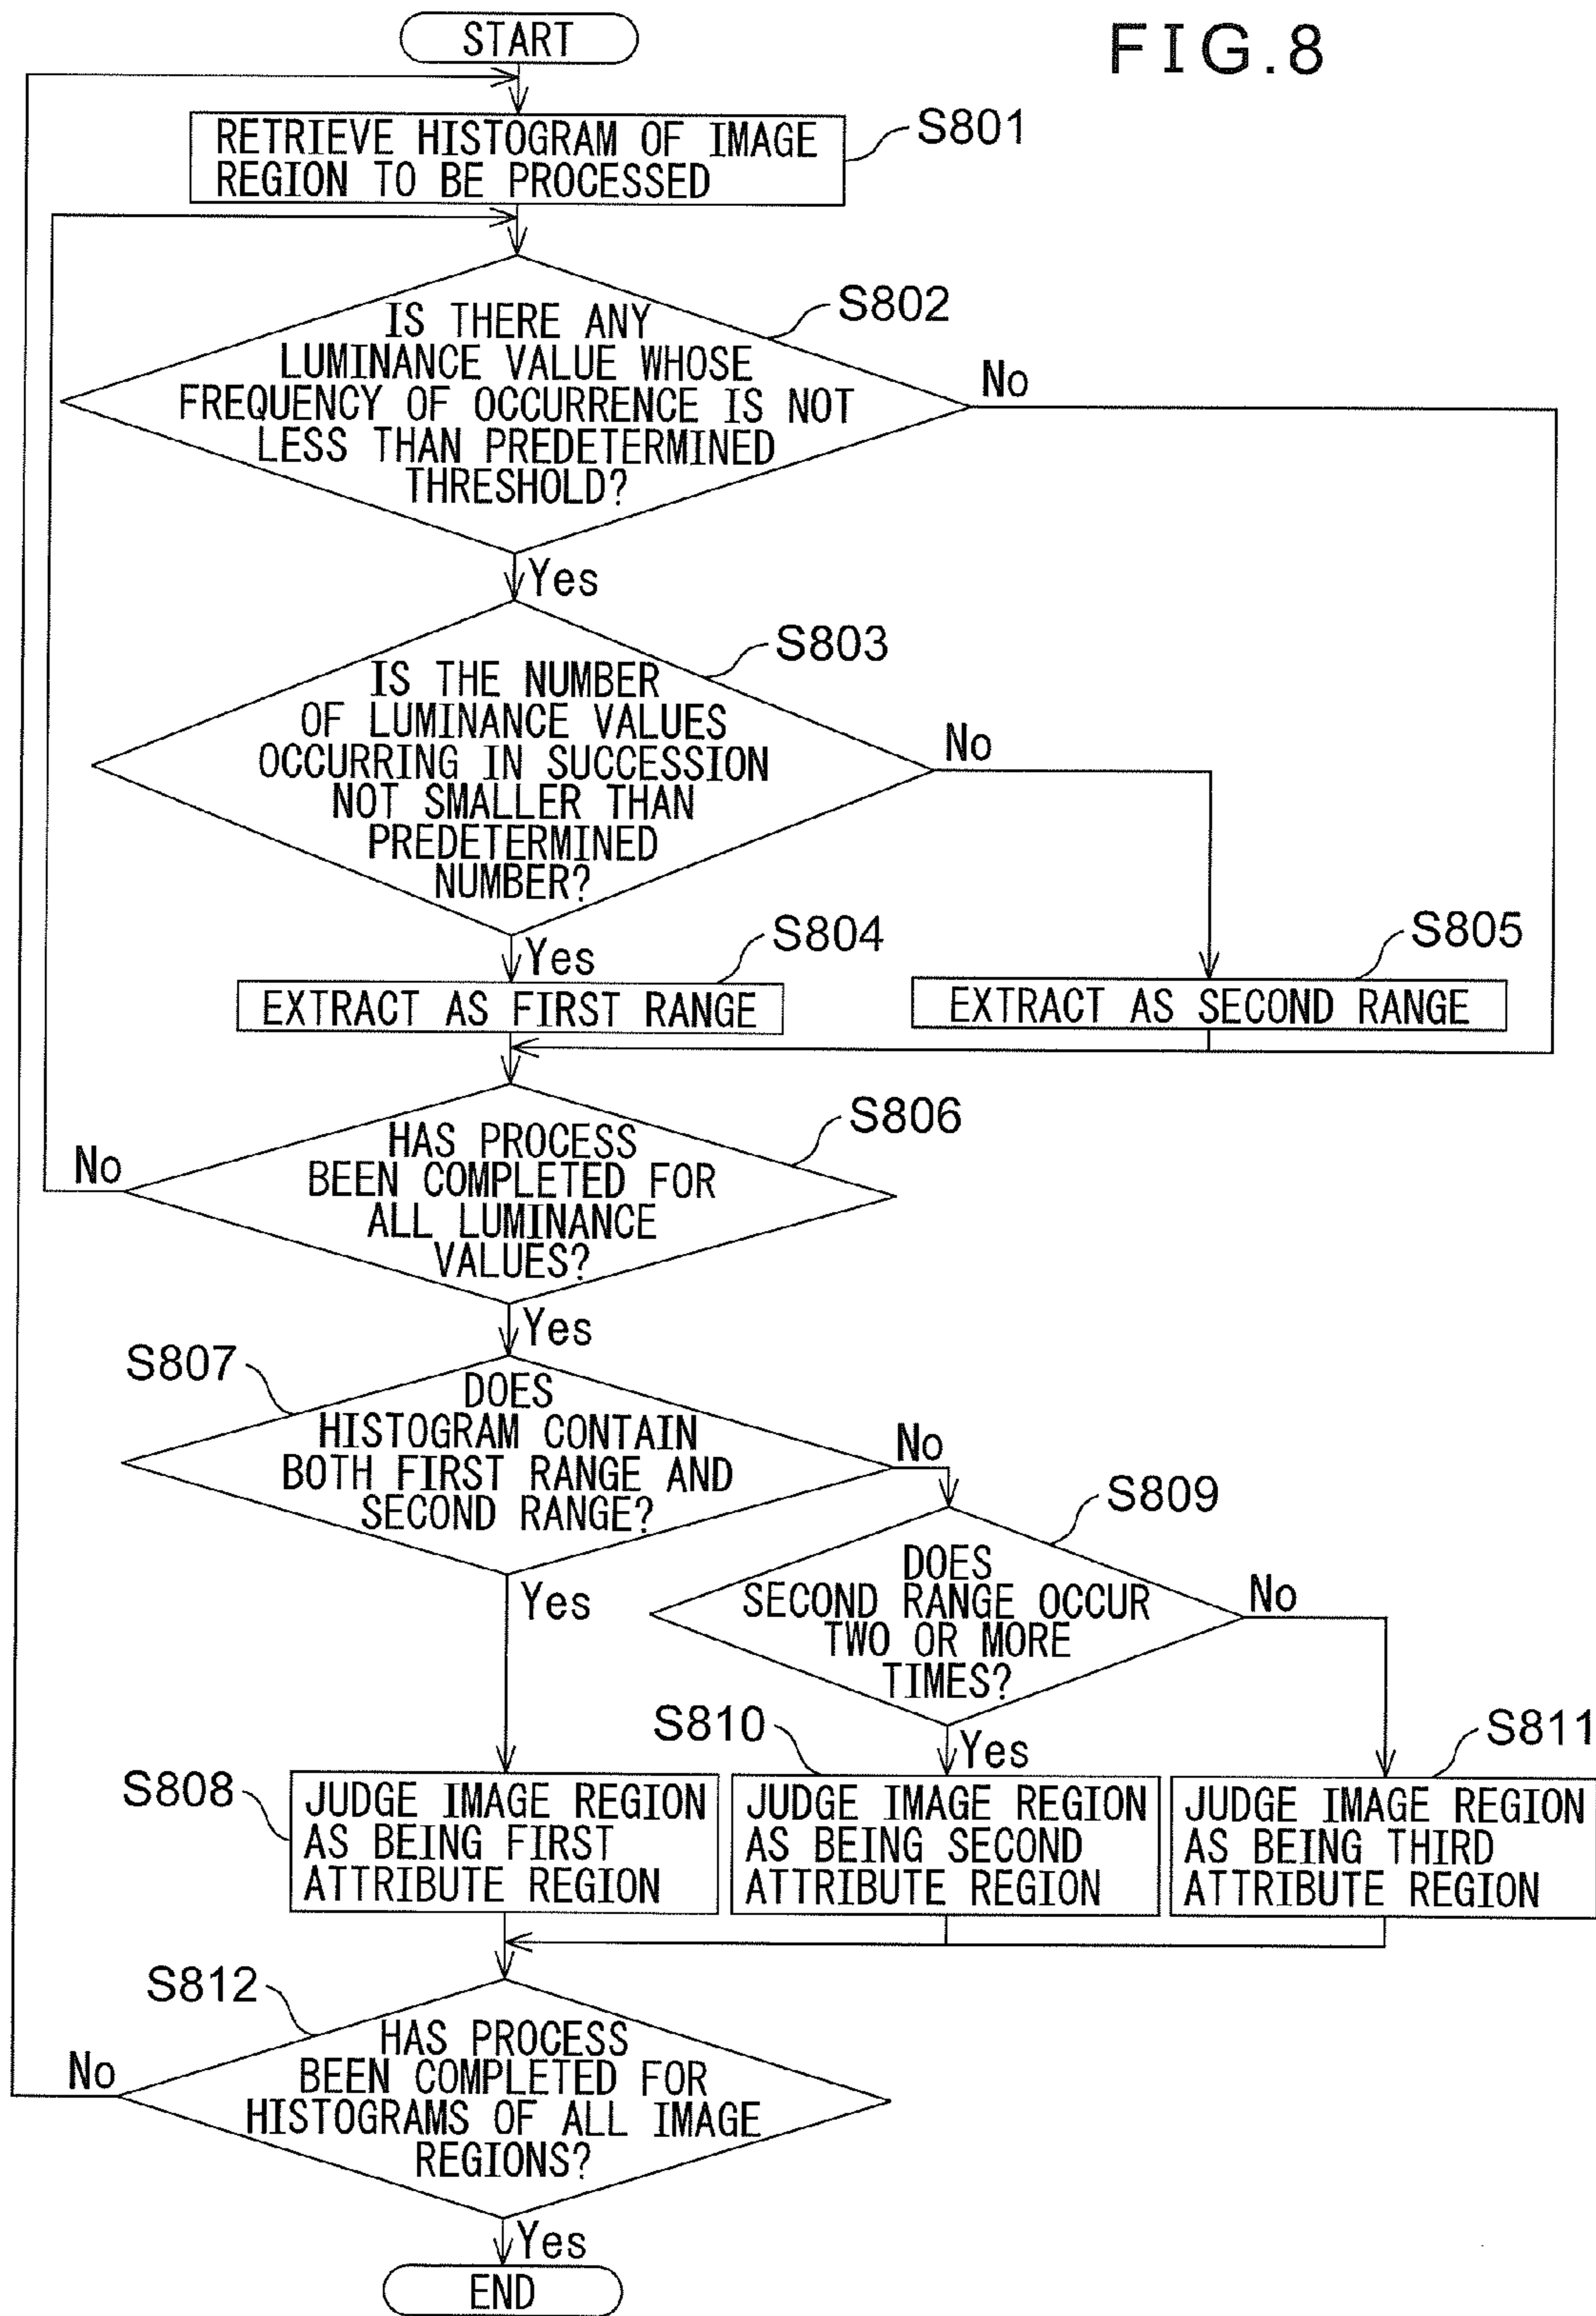 FIG.8
START
S801
RETRIEVE HISTOGRAM OF IMAGE
REGION TO BE PROCESSED
S802
IS THERE ANY
LUMINANCE VALUE WHOSE
FREQUENCY OF OCCURRENCE IS NOT
LESS THAN PREDETERMINED
THRESHOLD?
No
Yes
S803
IS THE NUMBER
OF LUMINANCE VALUES
OCCURRING IN SUCCESSION
NOT SMALLER THAN
PREDETERMINED
NUMBER?
No
Yes
S804
EXTRACT AS FIRST RANGE
S805
EXTRACT AS SECOND RANGE
S806
HAS PROCESS
BEEN COMPLETED FOR
ALL LUMINANCE
VALUES?
No
Yes
S807
DOES
HISTOGRAM CONTAIN
BOTH FIRST RANGE AND
SECOND RANGE?
No
Yes
S809
DOES
SECOND RANGE OCCUR
TWO OR MORE
TIMES?
No
Yes
S808
JUDGE IMAGE REGION
AS BEING FIRST
ATTRIBUTE REGION
S810
JUDGE IMAGE REGION
AS BEING SECOND
ATTRIBUTE REGION
S811
JUDGE IMAGE REGION
AS BEING THIRD
ATTRIBUTE REGION
S812
HAS PROCESS
BEEN COMPLETED FOR
HISTOGRAMS OF ALL IMAGE
REGIONS?
No
Yes
END